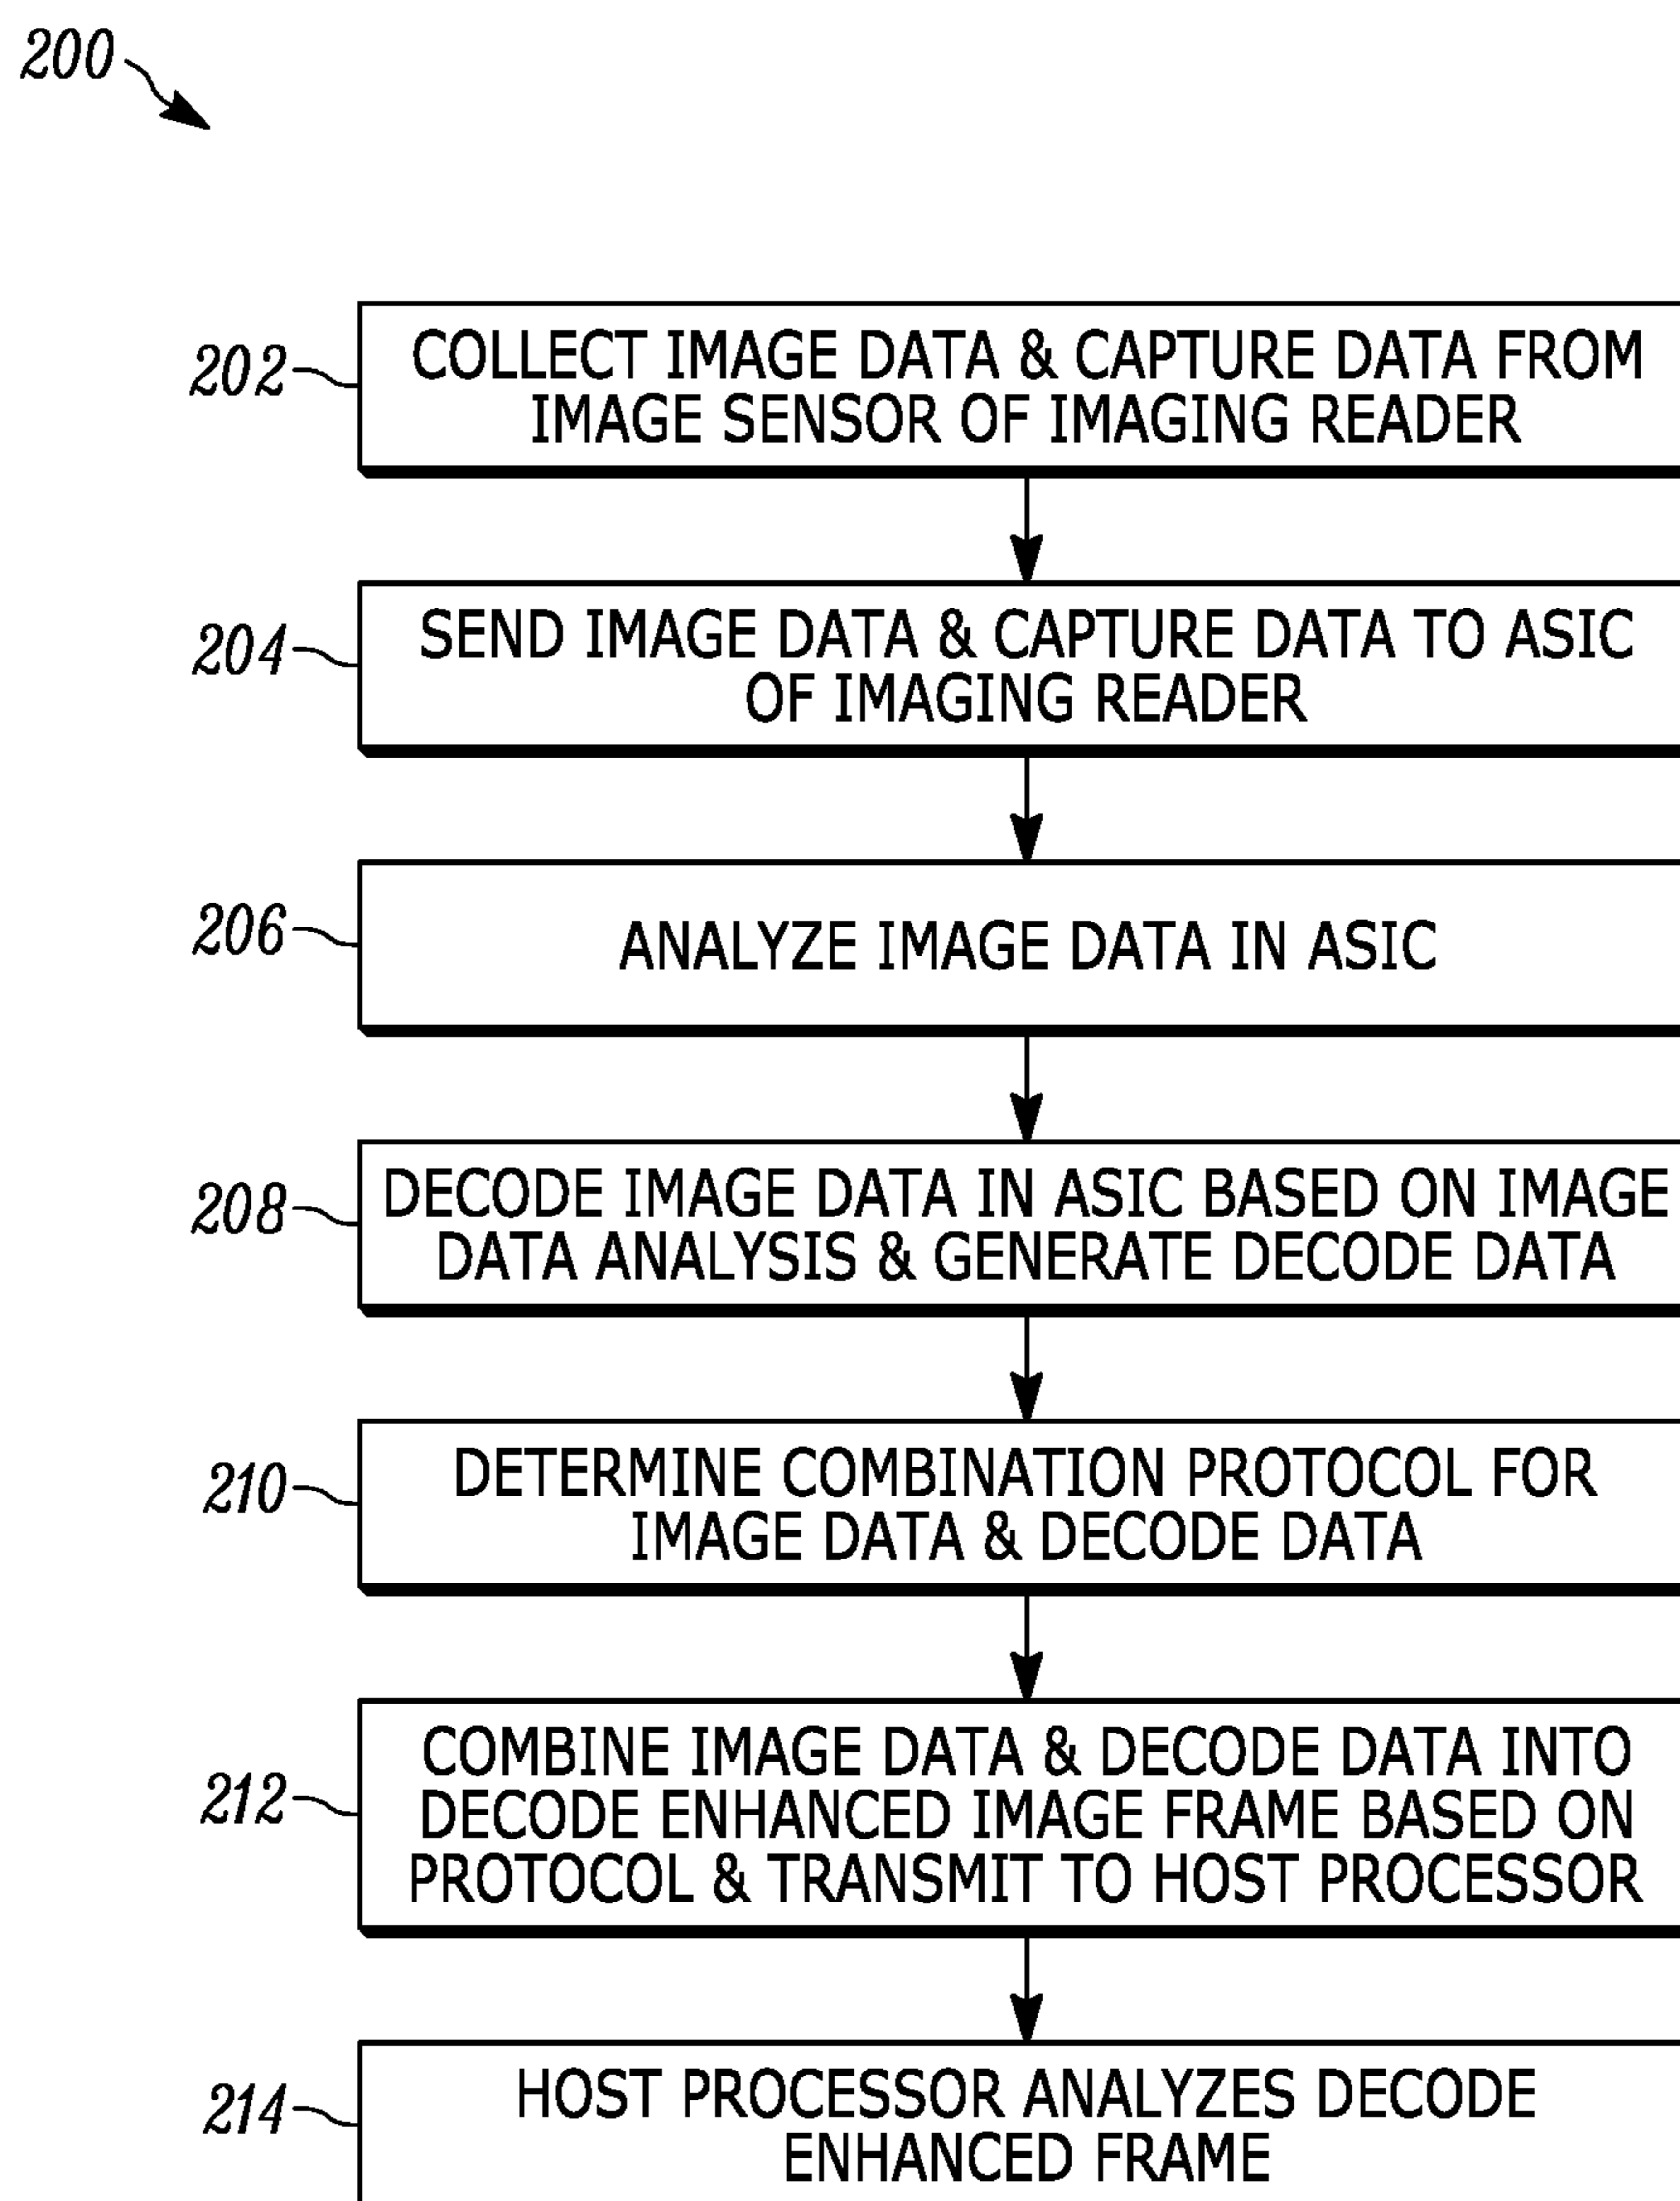 200
202
COLLECT IMAGE DATA & CAPTURE DATA FROM
IMAGE SENSOR OF IMAGING READER
204
SEND IMAGE DATA & CAPTURE DATA TO ASIC
OF IMAGING READER
206
ANALYZE IMAGE DATA IN ASIC
208
DECODE IMAGE DATA IN ASIC BASED ON IMAGE
DATA ANALYSIS & GENERATE DECODE DATA
210
DETERMINE COMBINATION PROTOCOL FOR
IMAGE DATA & DECODE DATA
212
COMBINE IMAGE DATA & DECODE DATA INTO
DECODE ENHANCED IMAGE FRAME BASED ON
PROTOCOL & TRANSMIT TO HOST PROCESSOR
214
HOST PROCESSOR ANALYZES DECODE
ENHANCED FRAME